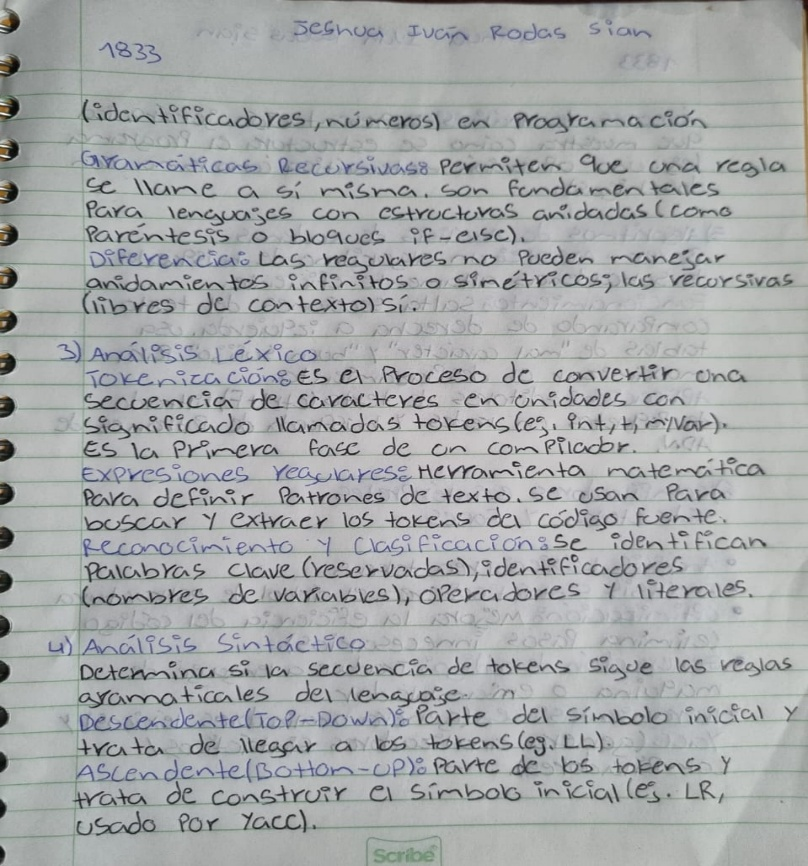 Jeshua Iván Rodas Sian
1833
(identificadores, números) en Programación
Gramáticas Recursivas: Permiten que una regla
se llame a sí misma. Son fundamentales
Para lenguajes con estructuras anidadas (como
Paréntesis o bloques if-else).
Diferencia: Las regulares no Pueden manejar
anidamientos infinitos o simétricos; las recursivas
(libres de contexto) sí.
3) Análisis Léxico
Tokenización: Es el Proceso de convertir una
secuencia de caracteres en unidades con
significado llamadas tokens (ej. int, +, mivar).
Es la Primera fase de un compilador.
Expresiones regulares: Herramienta matemática
Para definir Patrones de texto. Se usan Para
buscar y extraer los tokens del código fuente.
Reconocimiento y Clasificación: Se identifican
Palabras clave (reservadas), identificadores
(nombres de variables), operadores y literales.
4) Análisis Sintáctico
Determina si la secuencia de tokens sigue las reglas
gramaticales del lenguaje.
Descendente (Top-Down): Parte del símbolo inicial y
trata de llegar a los tokens (eg. LL).
Ascendente (Bottom-UP): Parte de los tokens y
trata de construir el símbolo inicial (ej. LR,
usado Por Yacc).
Scribe